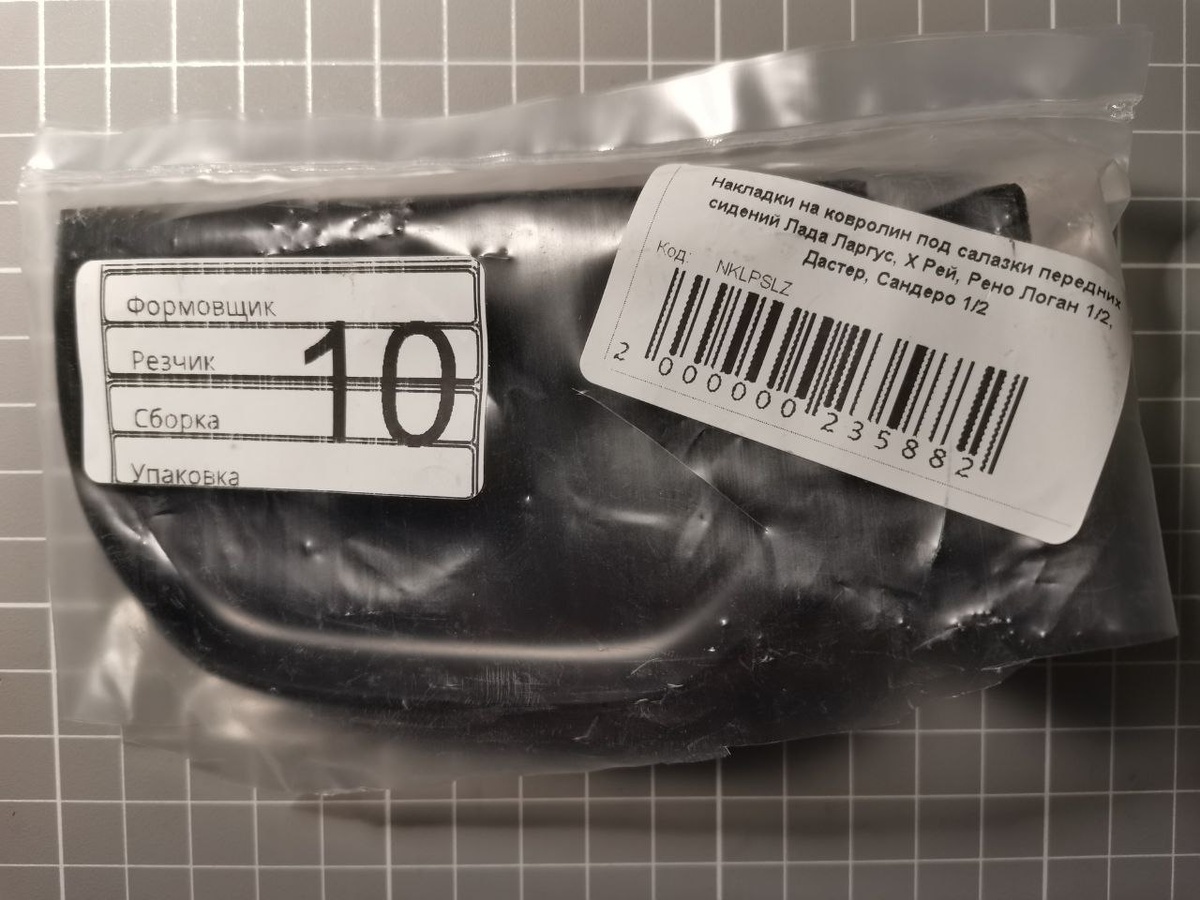 Формовщик
Резчик
Сборка
Упаковка
10
Накладки на ковролин под салазки передних
сидений Лада Ларгус, Х Рей, Рено Логан 1/2,
Дастер, Сандеро 1/2
Код: NKLPSLZ
2 000000 235882